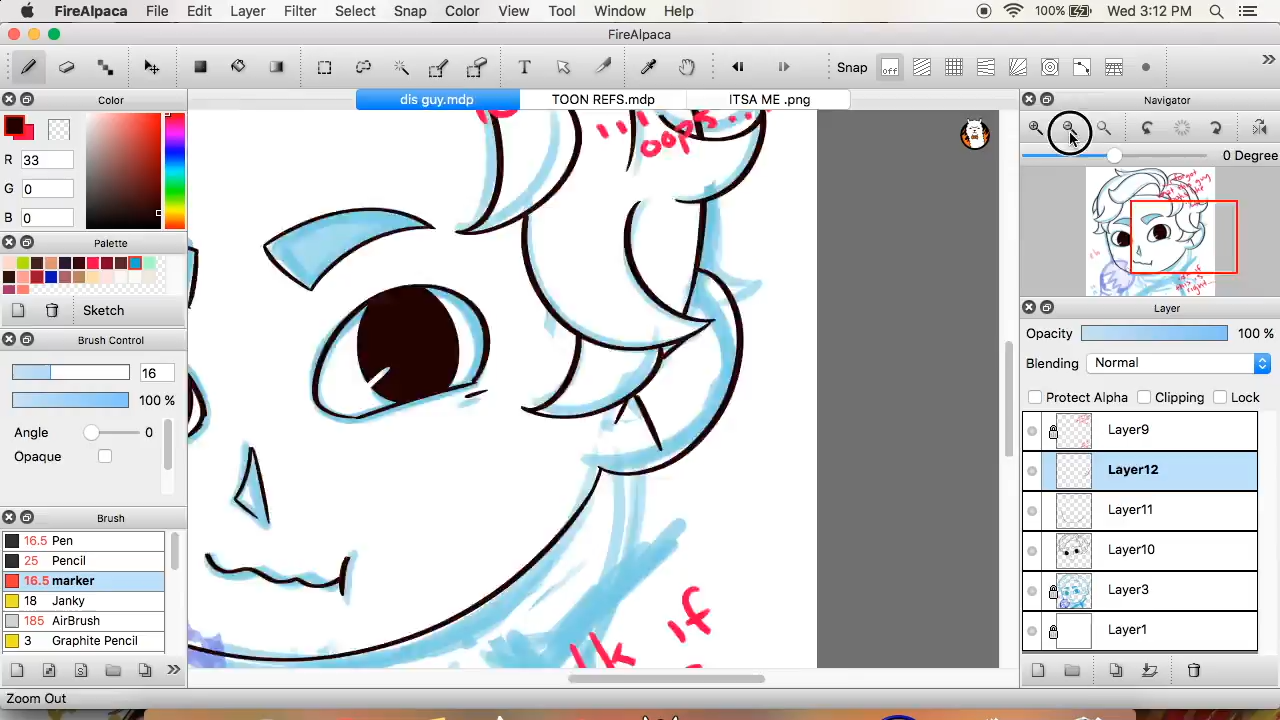 FireAlpaca File Edit Layer Filter Select Snap Color View Tool Window Help 100% Wed 3:12 PM
FireAlpaca
T Snap off
Color dis guy.mdp TOON REFS.mdp ITSA ME .png Navigator
oops...
R 33
G 0
B 0
0 Degree
Palette
Sketch
Layer
Brush Control
Opacity 100 %
16
Blending Normal
100 %
Protect Alpha Clipping Lock
Angle 0
Layer9
Opaque
Layer12
Layer11
Brush
16.5 Pen
Layer10
25 Pencil
16.5 marker
Layer3
18 Janky
185 AirBrush
Layer1
3 Graphite Pencil
if
Zoom Out